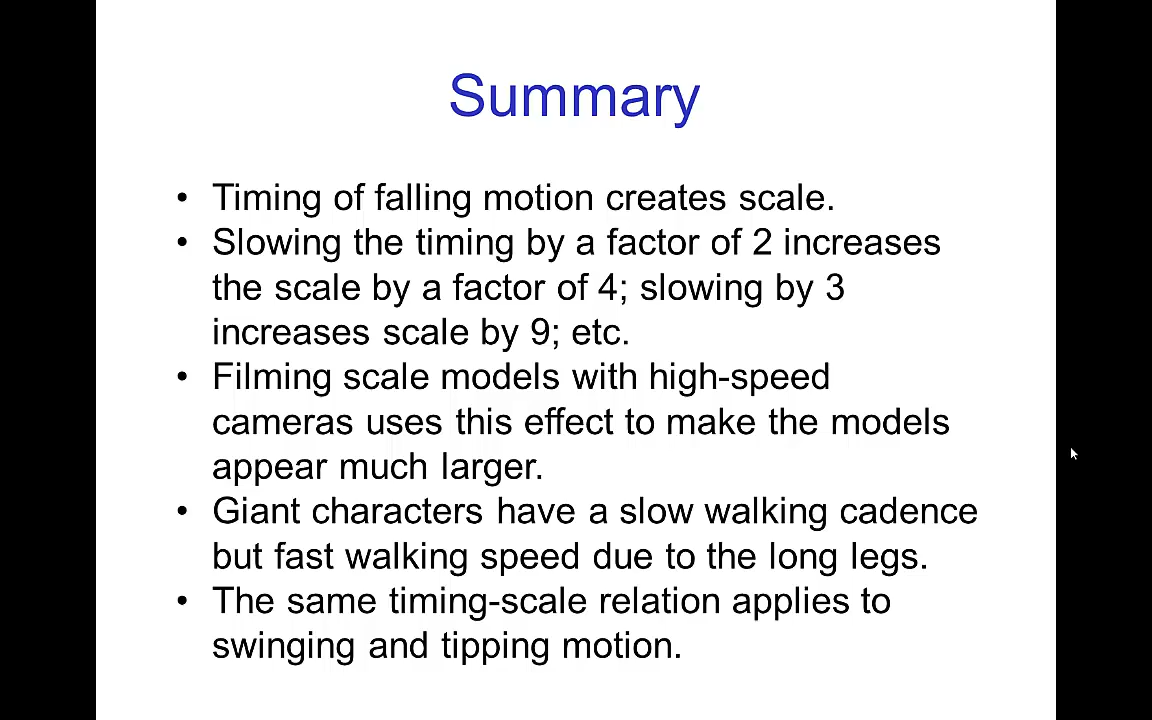 Summary
• Timing of falling motion creates scale.
• Slowing the timing by a factor of 2 increases
the scale by a factor of 4; slowing by 3
increases scale by 9; etc.
• Filming scale models with high-speed
cameras uses this effect to make the models
appear much larger.
• Giant characters have a slow walking cadence
but fast walking speed due to the long legs.
• The same timing-scale relation applies to
swinging and tipping motion.